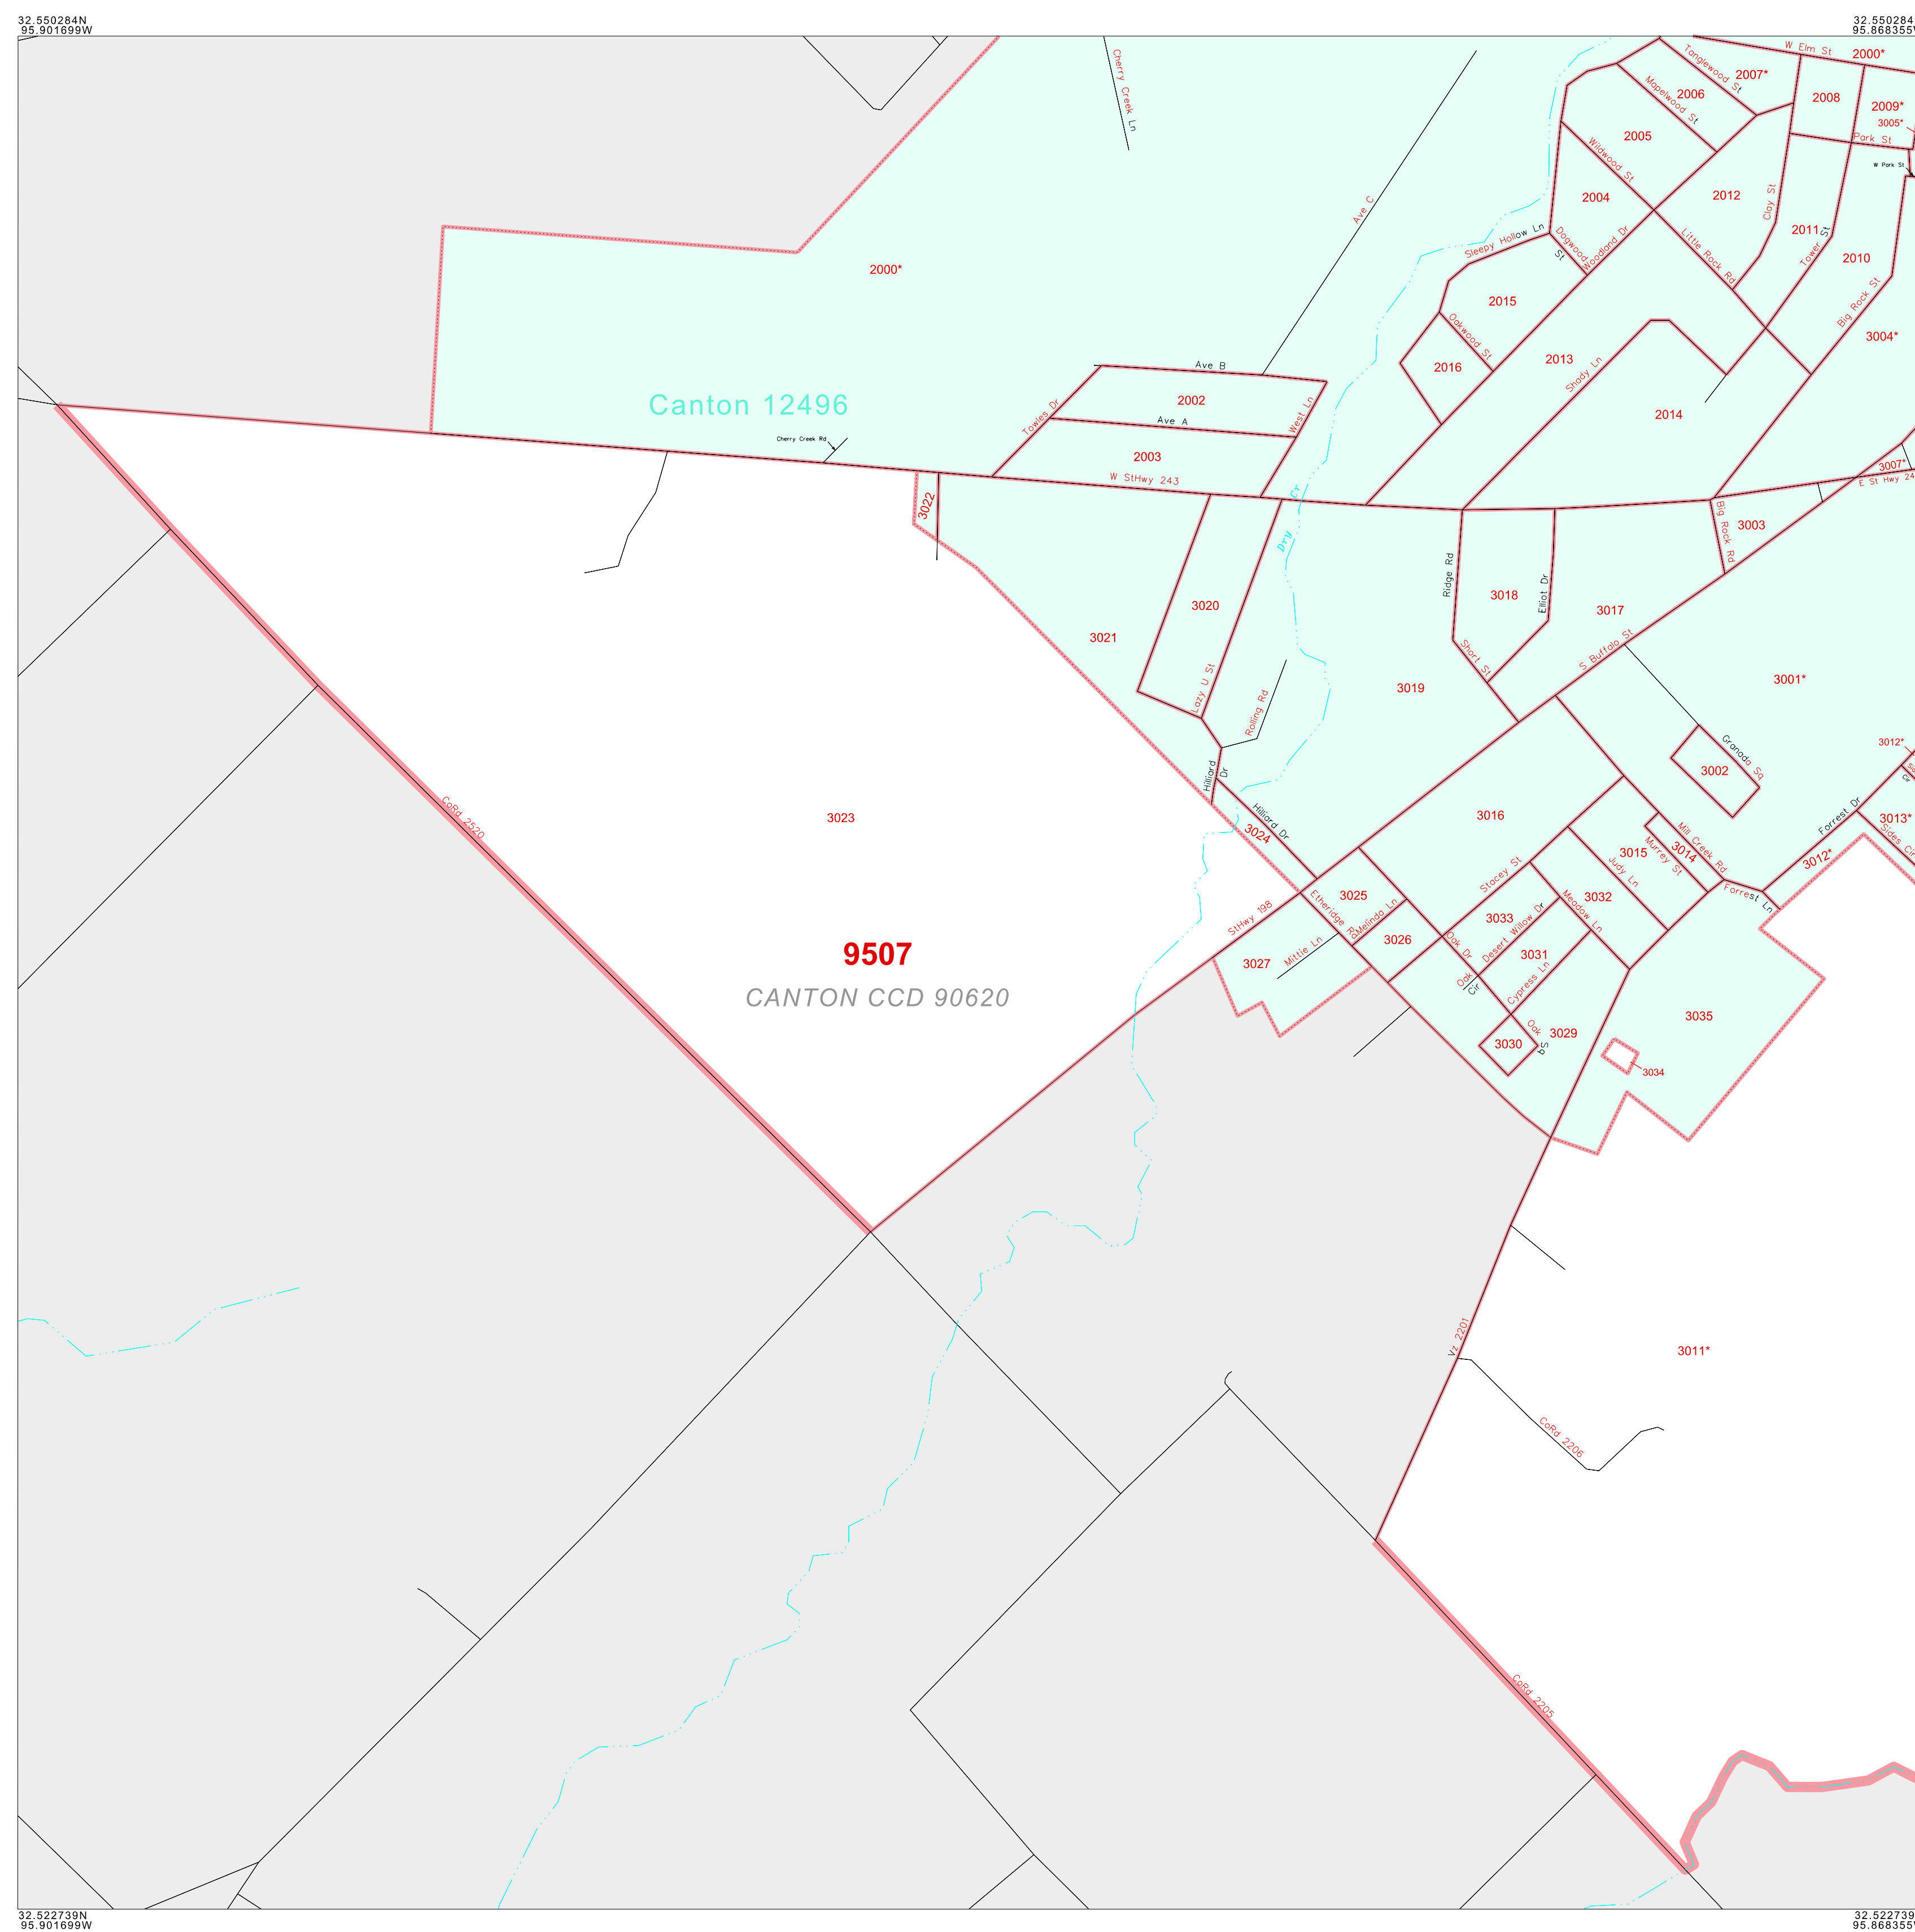 32.550284N
95.901699W
32.550284
95.868355W
W Elm St
2000*
Tanglewood St
2007*
2006
Mapelwood St
2008
2009*
3005*
Park St
W Park St
Cherry Creek Ln
2005
Wildwood St
2004
2012
Clay St
Ave C
2011
Tower St
Sleepy Hollow Ln
Dogwood St
Woodland Dr
Little Rock Rd
2010
2000*
2015
Big Rock St
3004*
Oakwood St
2016
2013
Shady Ln
Ave B
2002
West Ln
Canton 12496
Towles Dr
Ave A
2014
Cherry Creek Rd
2003
3007*
W StHwy 243
E St Hwy 24
3022
Big Rock Rd
3003
Dry Cr
Ridge Rd
Elliot Dr
3018
3020
3017
3021
Short St
S Buffalo St
3019
3001*
Lazy U St
Rolling Rd
Granada Sq
3012*
3002
Hilliard Dr
Cir
CoRd 2520
3023
Hilliard Dr
3016
Forrest Dr
3013*
Sides Cir
3024
Mill Creek Rd
3014
3015
Murrey St
3012*
Judy Ln
Stacey St
Forrest Ln
3025
Etheridge Rd
Melinda Ln
3032
Meadow Ln
StHwy 198
3033
Desert Willow Dr
3026
Mittie Ln
Oak Dr
9507
3031
3027
Oak Cir
Cypress Ln
CANTON CCD 90620
3035
Oak Sq
3029
3030
3034
Vz 2201
3011*
CoRd 2206
CoRd 2205
32.522739N
95.901699W
32.522739
95.868355W